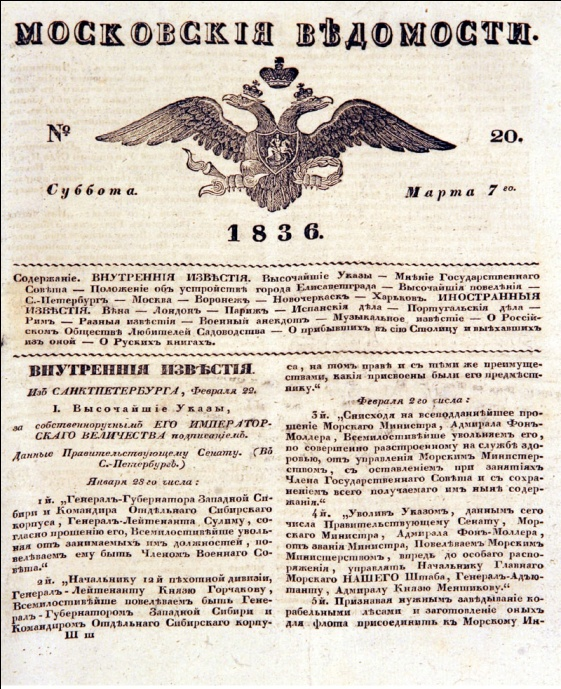 МОСКОВСКІЯ ВѢДОМОСТИ.
№ 20.
Суббота. Марта 7го.
1836.
Содержаніе. ВНУТРЕННІЯ ИЗВѢСТІЯ. Высочайшіе Указы — Мнѣніе Государственнаго
Совѣта — Положеніе объ устройствѣ города Елисаветграда — Высочайшія повелѣнія —
С.-Петербургъ — Москва — Воронежъ — Новочеркаскъ — Харьковъ. ИНОСТРАННЫЯ
ИЗВѢСТІЯ. Вѣна — Лондонъ — Парижъ — Испанскія дѣла — Португальскія дѣла —
Римъ — Разныя извѣстія — Военный анекдотъ — Музыкальное извѣстіе — О Россій-
скомъ Обществѣ Любителей Садоводства — О прибывшихъ въ сію Столицу и выѣхавшихъ
изъ оной — О Рускихъ книгахъ.
ВНУТРЕННІЯ ИЗВѢСТІЯ.
Изъ САНКТПЕТЕРБУРГА, Февраля 22.
I. Высочайшіе Указы,
за собственноручнымъ ЕГО ИМПЕРАТОР-
СКАГО ВЕЛИЧЕСТВА подписаніемъ.
Данные Правительствующему Сенату. (Въ
С.-Петербургѣ.)
Января 28го числа:
1й. „Генералъ-Губернатора Западной Си-
бири и Командира Отдѣльнаго Сибирскаго
корпуса, Генералъ-Лейтенанта Сулиму, со-
гласно прошенію его, Всемилостивѣйше уволь-
няя отъ занимаемыхъ имъ должностей, по-
велѣваемъ ему быть Членомъ Военнаго Со-
вѣта.“
2й. „Начальнику 12й пѣхотной дивизіи,
Генералъ-Лейтенанту Князю Горчакову,
Всемилостивѣйше повелѣваемъ быть Гене-
ралъ-Губернаторомъ Западной Сибири и
Командиромъ Отдѣльнаго Сибирскаго корпу-
Ш ш
са, на томъ правѣ и съ тѣми же преимуще-
ствами, какія присвоены были его предмѣст-
нику.“
Февраля 2го числа:
3й. „Снисходя на всеподданнѣйшее про-
шеніе Морскаго Министра, Адмирала Фонъ-
Моллера, Всемилостивѣйше увольняемъ его,
по совершенно разстроенному на службѣ здо-
ровью, отъ управленія Морскимъ Министер-
ствомъ, съ оставленіемъ при занятіяхъ
Члена Государственнаго Совѣта и съ сохра-
неніемъ всего получаемаго имъ нынѣ содер-
жанія.“
4й. „Уволивъ Указомъ, даннымъ сего
числа Правительствующему Сенату, Мор-
скаго Министра, Адмирала Фонъ-Моллера,
отъ званія Министра, Повелѣваемъ Морскимъ
Министерствомъ, впредь до особаго распо-
ряженія, управлять Начальнику Главнаго
Морскаго НАШЕГО Штаба, Генералъ-Адъю-
танту, Адмиралу Князю Меншикову.“
5й. Признавая нужнымъ завѣдываніе ко-
рабельными лѣсами и заготовленіе оныхъ
для флота присоединить къ Морскому Ин-